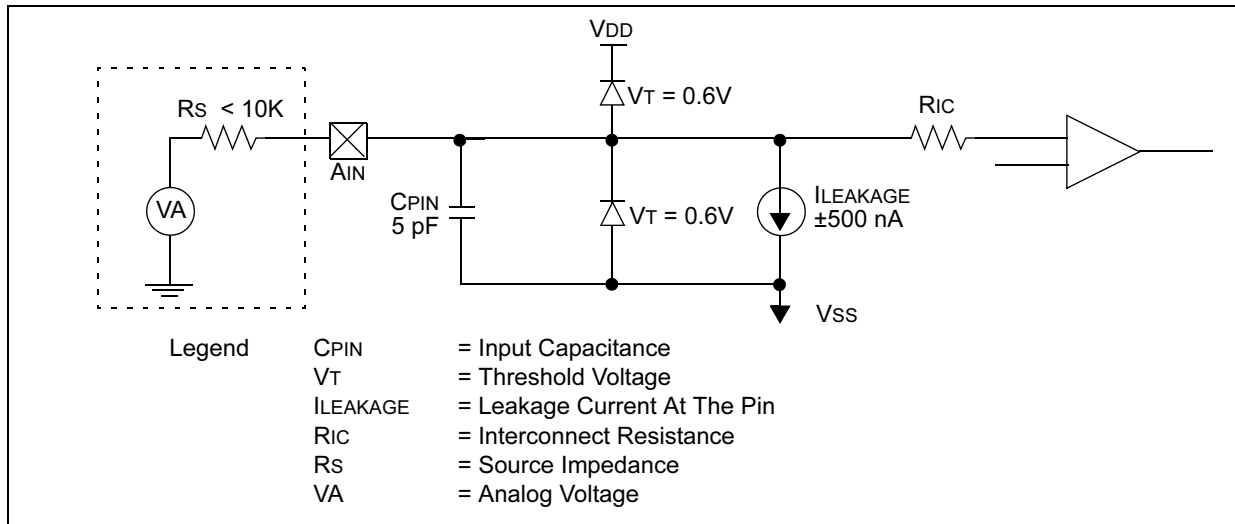 VDD
RS < 10K
VT = 0.6V
RIC
AIN
VA
CPIN
5 pF
VT = 0.6V
ILEAKAGE
±500 nA
VSS
Legend
CPIN = Input Capacitance
VT = Threshold Voltage
ILEAKAGE = Leakage Current At The Pin
RIC = Interconnect Resistance
RS = Source Impedance
VA = Analog Voltage